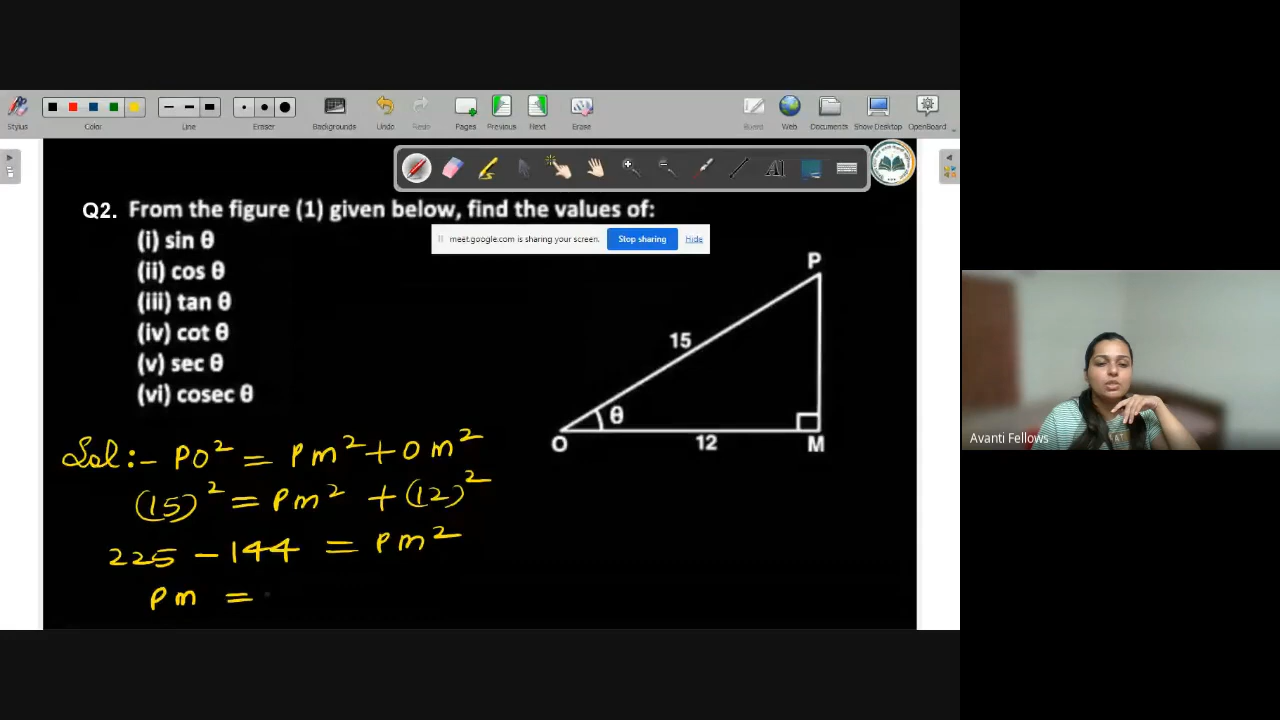 Stylus
Color
Line
Eraser
Backgrounds
Undo
Redo
Pages
Previous
Next
Erase
Board
Web
Documents
Show Desktop
OpenBoard
Q2. From the figure (1) given below, find the values of:
meet.google.com is sharing your screen. Stop sharing Hide
(i) sin θ
(ii) cos θ
(iii) tan θ
(iv) cot θ
(v) sec θ
(vi) cosec θ
P
15
θ
O
12
M
Sol :- PO² = PM² + OM²
(15)² = PM² + (12)²
225 - 144 = PM²
PM =
Avanti Fellows